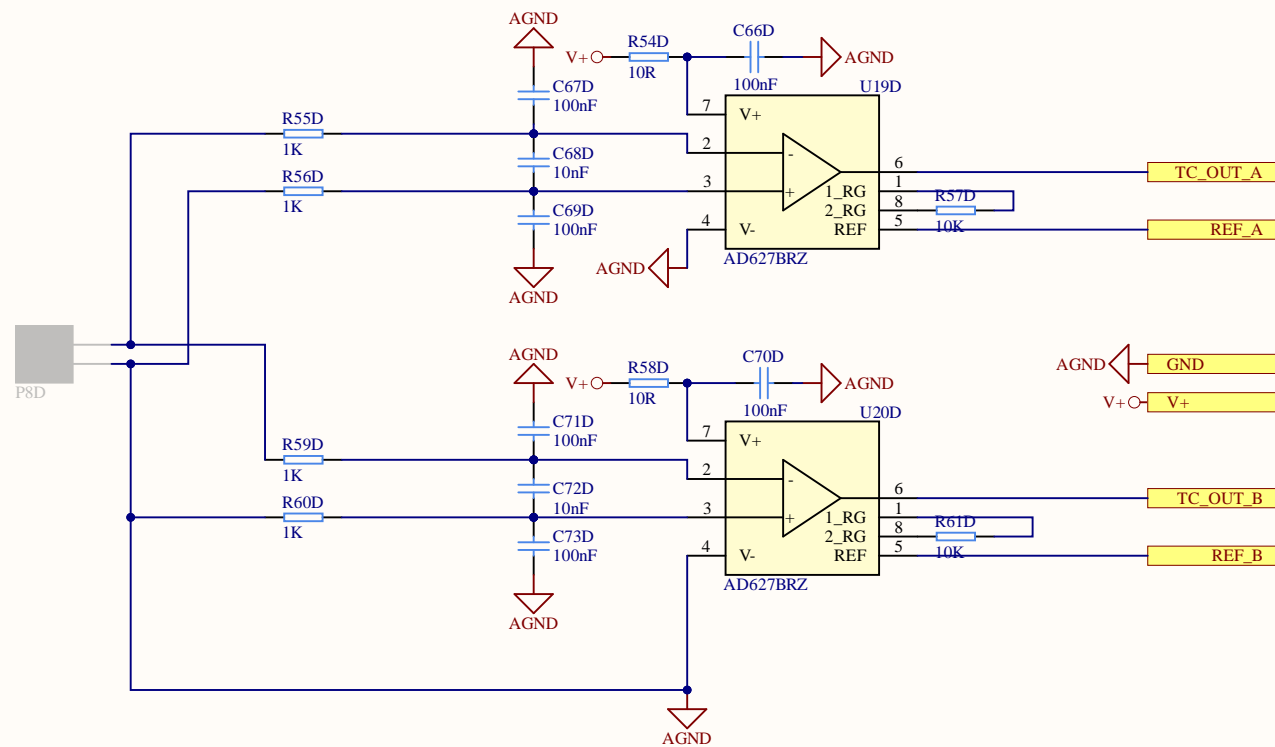 AGND
V+
R54D
10R
C66D
100nF
AGND
C67D
100nF
U19D
7
V+
R55D
1K
2
-
C68D
10nF
6
TC_OUT_A
R56D
1K
3
+
1_RG
1
C69D
100nF
2_RG
8
R57D
10K
4
V-
REF
5
REF_A
AGND
AD627BRZ
AGND
P8D
AGND
V+
R58D
10R
C70D
100nF
AGND
AGND
GND
V+
V+
C71D
100nF
U20D
7
V+
R59D
1K
2
-
C72D
10nF
6
TC_OUT_B
R60D
1K
3
+
1_RG
1
C73D
100nF
2_RG
8
R61D
10K
4
V-
REF
5
REF_B
AD627BRZ
AGND
AGND